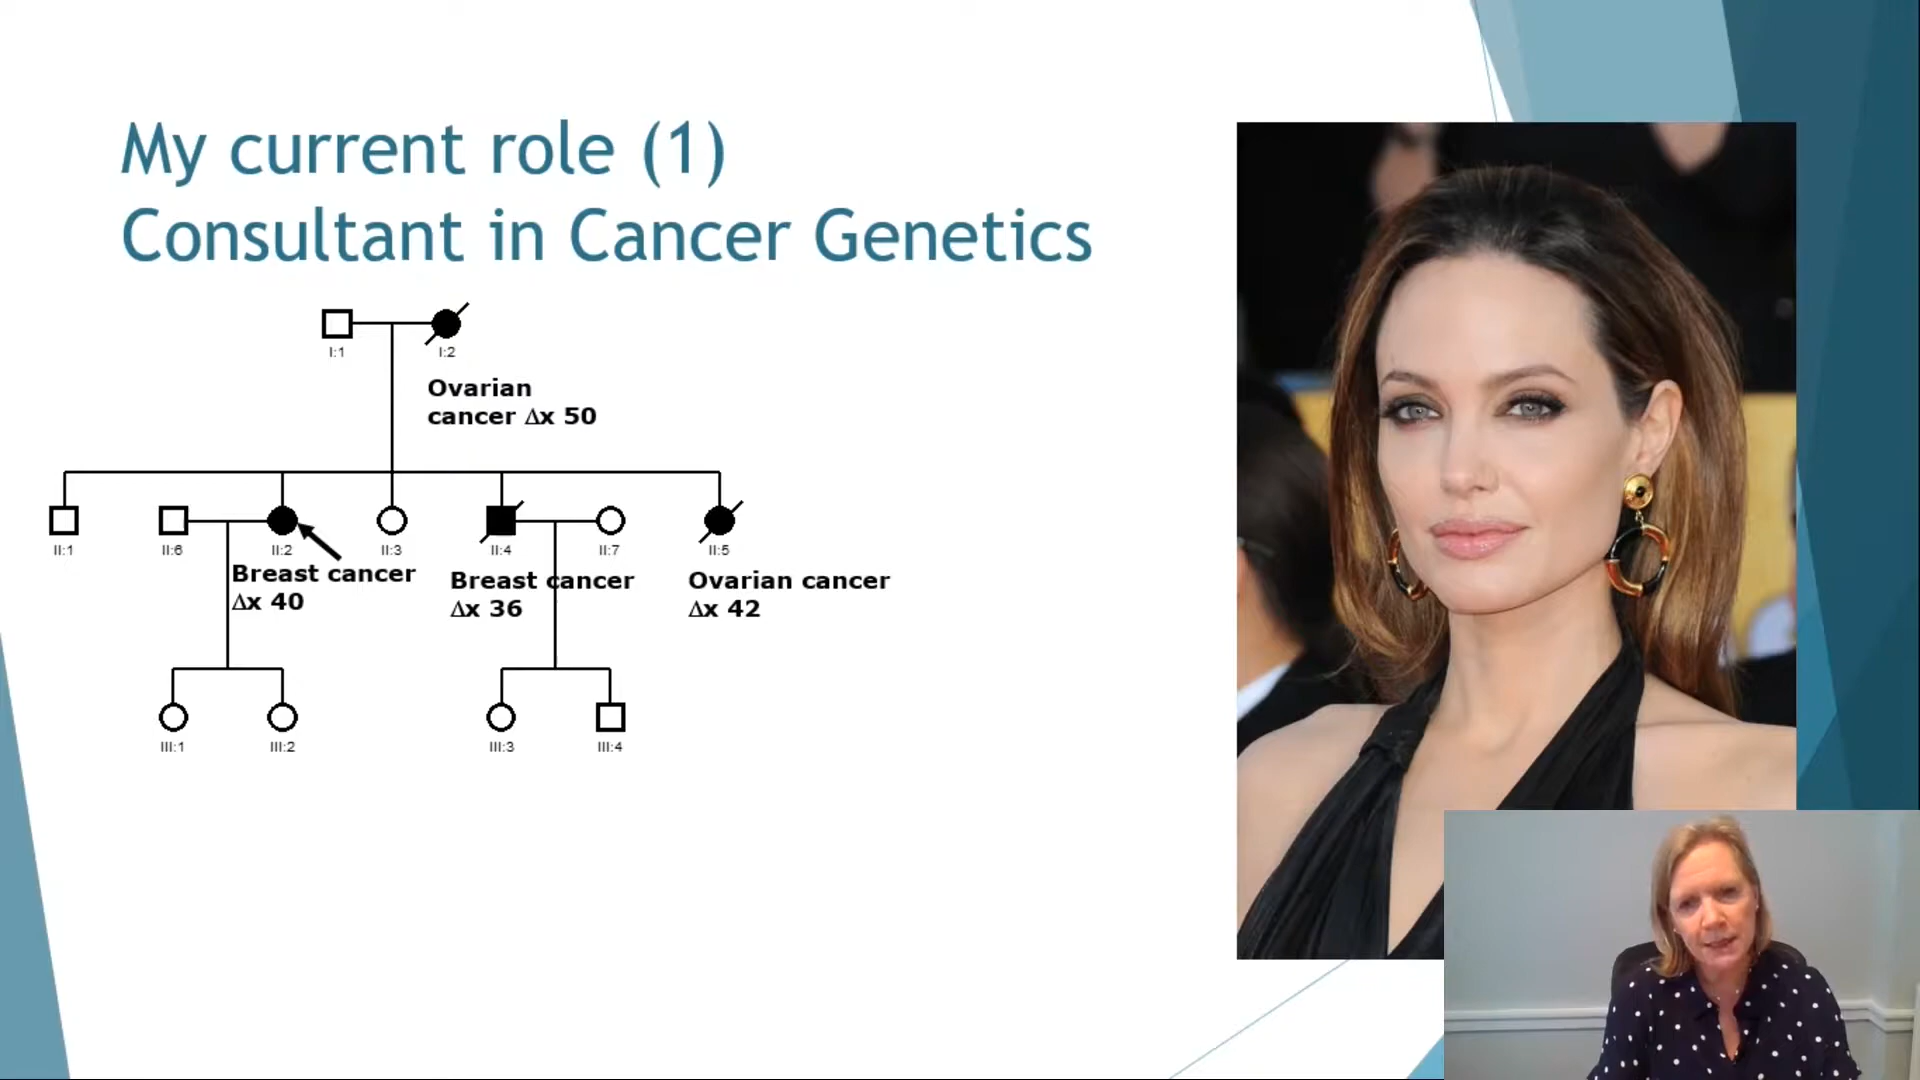 My current role (1)
Consultant in Cancer Genetics
I:1
I:2
Ovarian
cancer Δx 50
II:1
II:6
II:2
II:3
II:4
II:7
II:5
Breast cancer
Δx 40
Breast cancer
Δx 36
Ovarian cancer
Δx 42
III:1
III:2
III:3
III:4